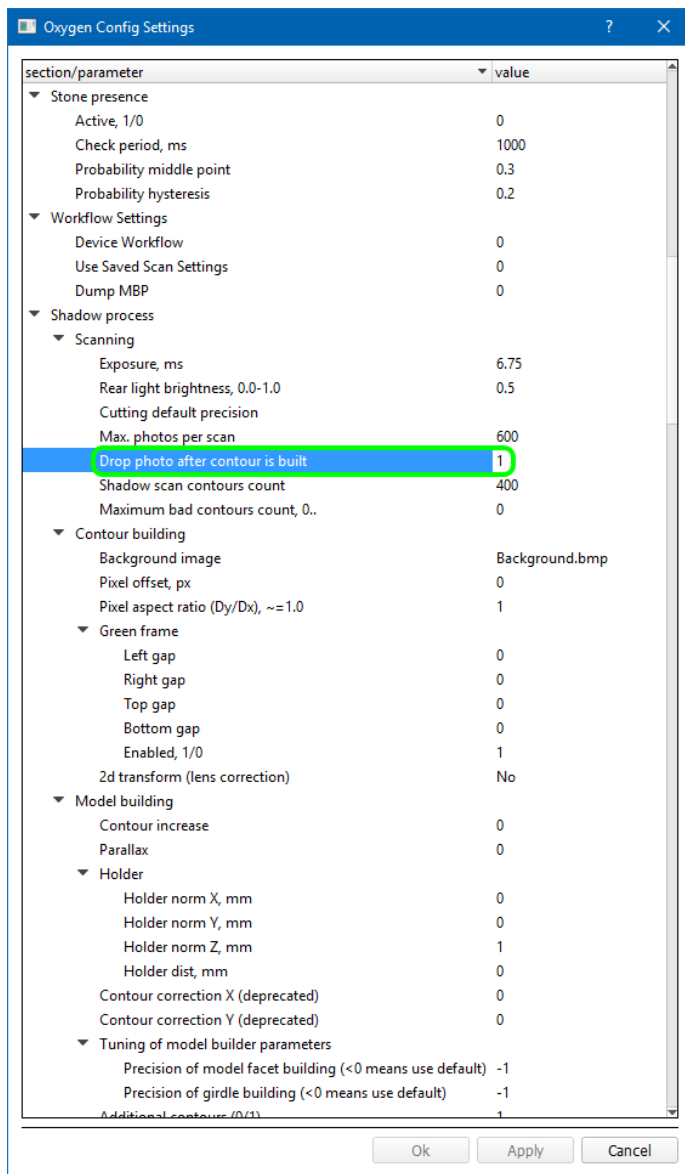 Oxygen Config Settings ? ×
section/parameter value
Stone presence
Active, 1/0 0
Check period, ms 1000
Probability middle point 0.3
Probability hysteresis 0.2
Workflow Settings
Device Workflow 0
Use Saved Scan Settings 0
Dump MBP 0
Shadow process
Scanning
Exposure, ms 6.75
Rear light brightness, 0.0-1.0 0.5
Cutting default precision
Max. photos per scan 600
Drop photo after contour is built 1
Shadow scan contours count 400
Maximum bad contours count, 0.. 0
Contour building
Background image Background.bmp
Pixel offset, px 0
Pixel aspect ratio (Dy/Dx), ~=1.0 1
Green frame
Left gap 0
Right gap 0
Top gap 0
Bottom gap 0
Enabled, 1/0 1
2d transform (lens correction) No
Model building
Contour increase 0
Parallax 0
Holder
Holder norm X, mm 0
Holder norm Y, mm 0
Holder norm Z, mm 1
Holder dist, mm 0
Contour correction X (deprecated) 0
Contour correction Y (deprecated) 0
Tuning of model builder parameters
Precision of model facet building (<0 means use default) -1
Precision of girdle building (<0 means use default) -1
Additional contours (0/1) 1
Ok Apply Cancel